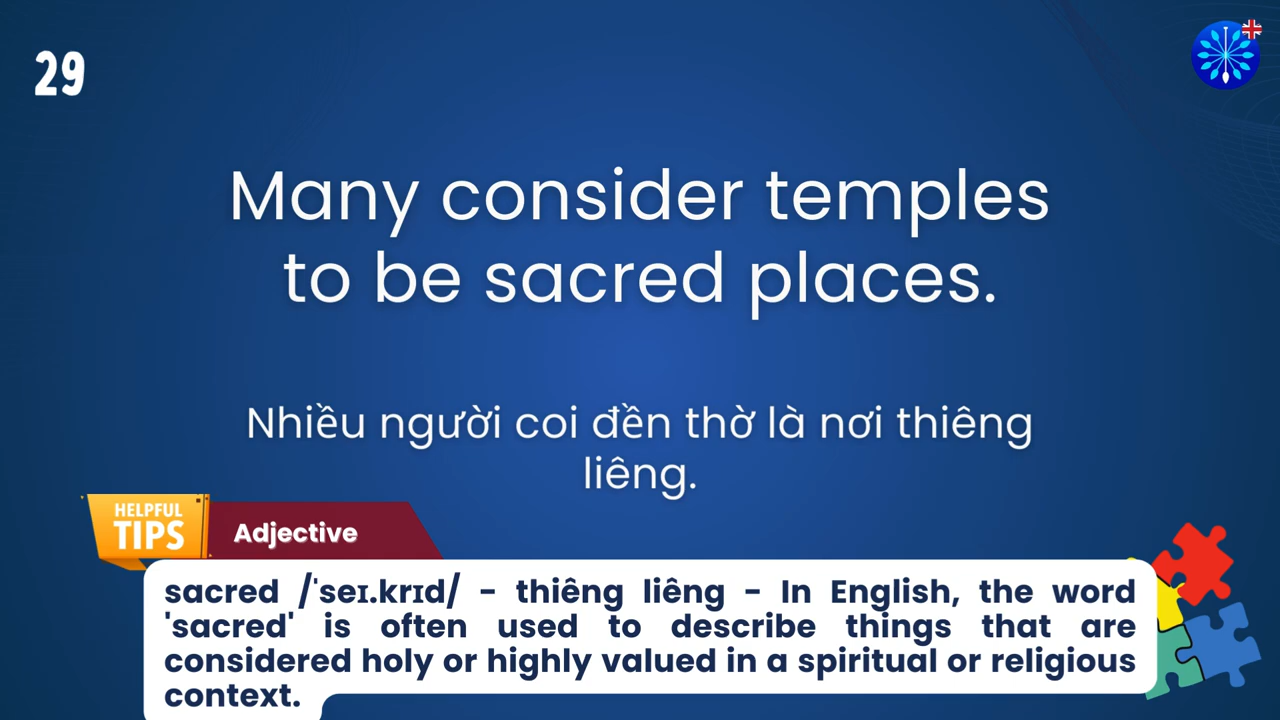 29
Many consider temples
to be sacred places.
Nhiều người coi đền thờ là nơi thiêng
liêng.
HELPFUL
TIPS
Adjective
sacred /ˈseɪ.krɪd/ - thiêng liêng - In English, the word
'sacred' is often used to describe things that are
considered holy or highly valued in a spiritual or religious
context.